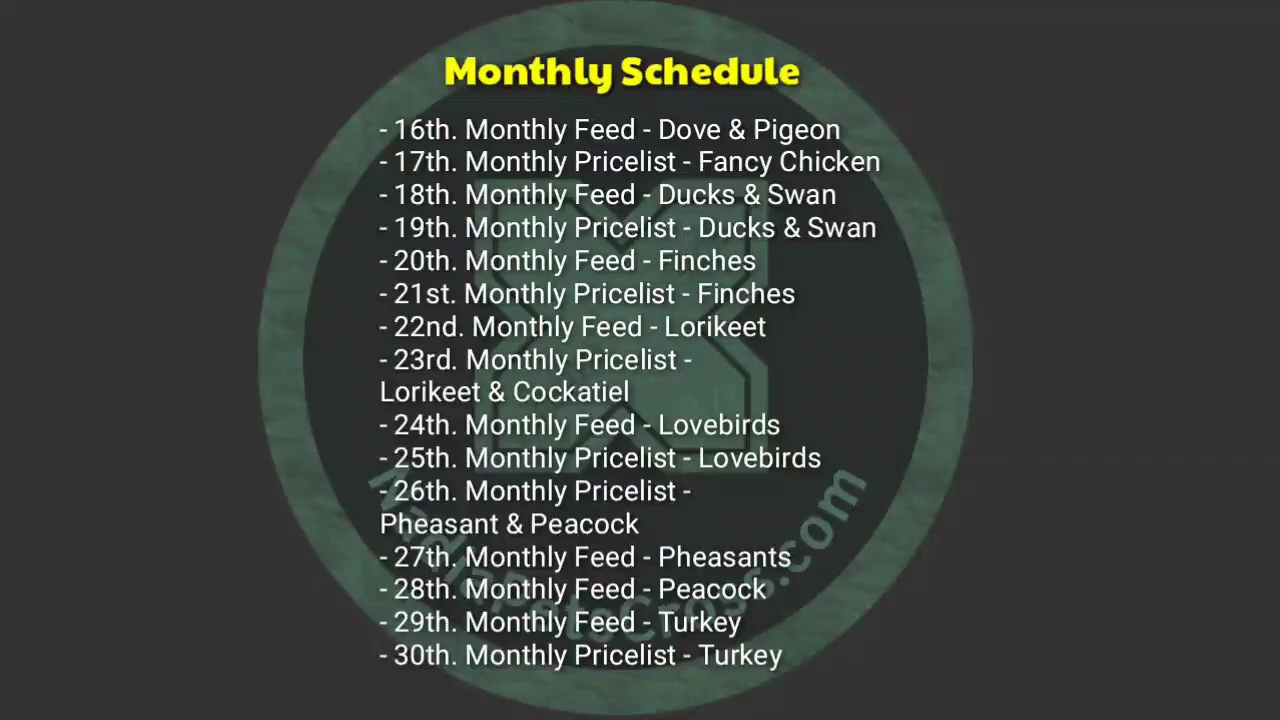 Monthly Schedule
- 16th. Monthly Feed - Dove & Pigeon
- 17th. Monthly Pricelist - Fancy Chicken
- 18th. Monthly Feed - Ducks & Swan
- 19th. Monthly Pricelist - Ducks & Swan
- 20th. Monthly Feed - Finches
- 21st. Monthly Pricelist - Finches
- 22nd. Monthly Feed - Lorikeet
- 23rd. Monthly Pricelist -
Lorikeet & Cockatiel
- 24th. Monthly Feed - Lovebirds
- 25th. Monthly Pricelist - Lovebirds
- 26th. Monthly Pricelist -
Pheasant & Peacock
- 27th. Monthly Feed - Pheasants
- 28th. Monthly Feed - Peacock
- 29th. Monthly Feed - Turkey
- 30th. Monthly Pricelist - Turkey